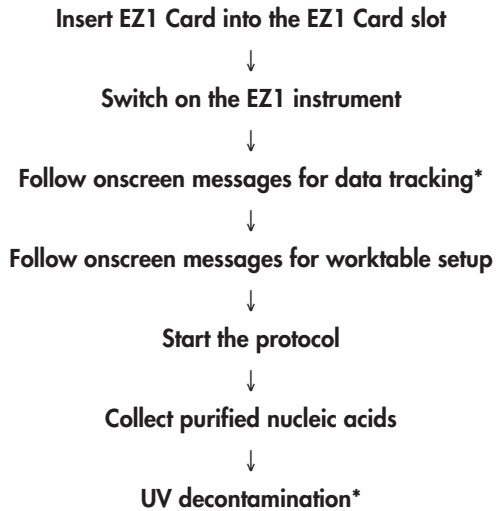 Insert EZ1 Card into the EZ1 Card slot
↓
Switch on the EZ1 instrument
↓
Follow onscreen messages for data tracking*
↓
Follow onscreen messages for worktable setup
↓
Start the protocol
↓
Collect purified nucleic acids
↓
UV decontamination*